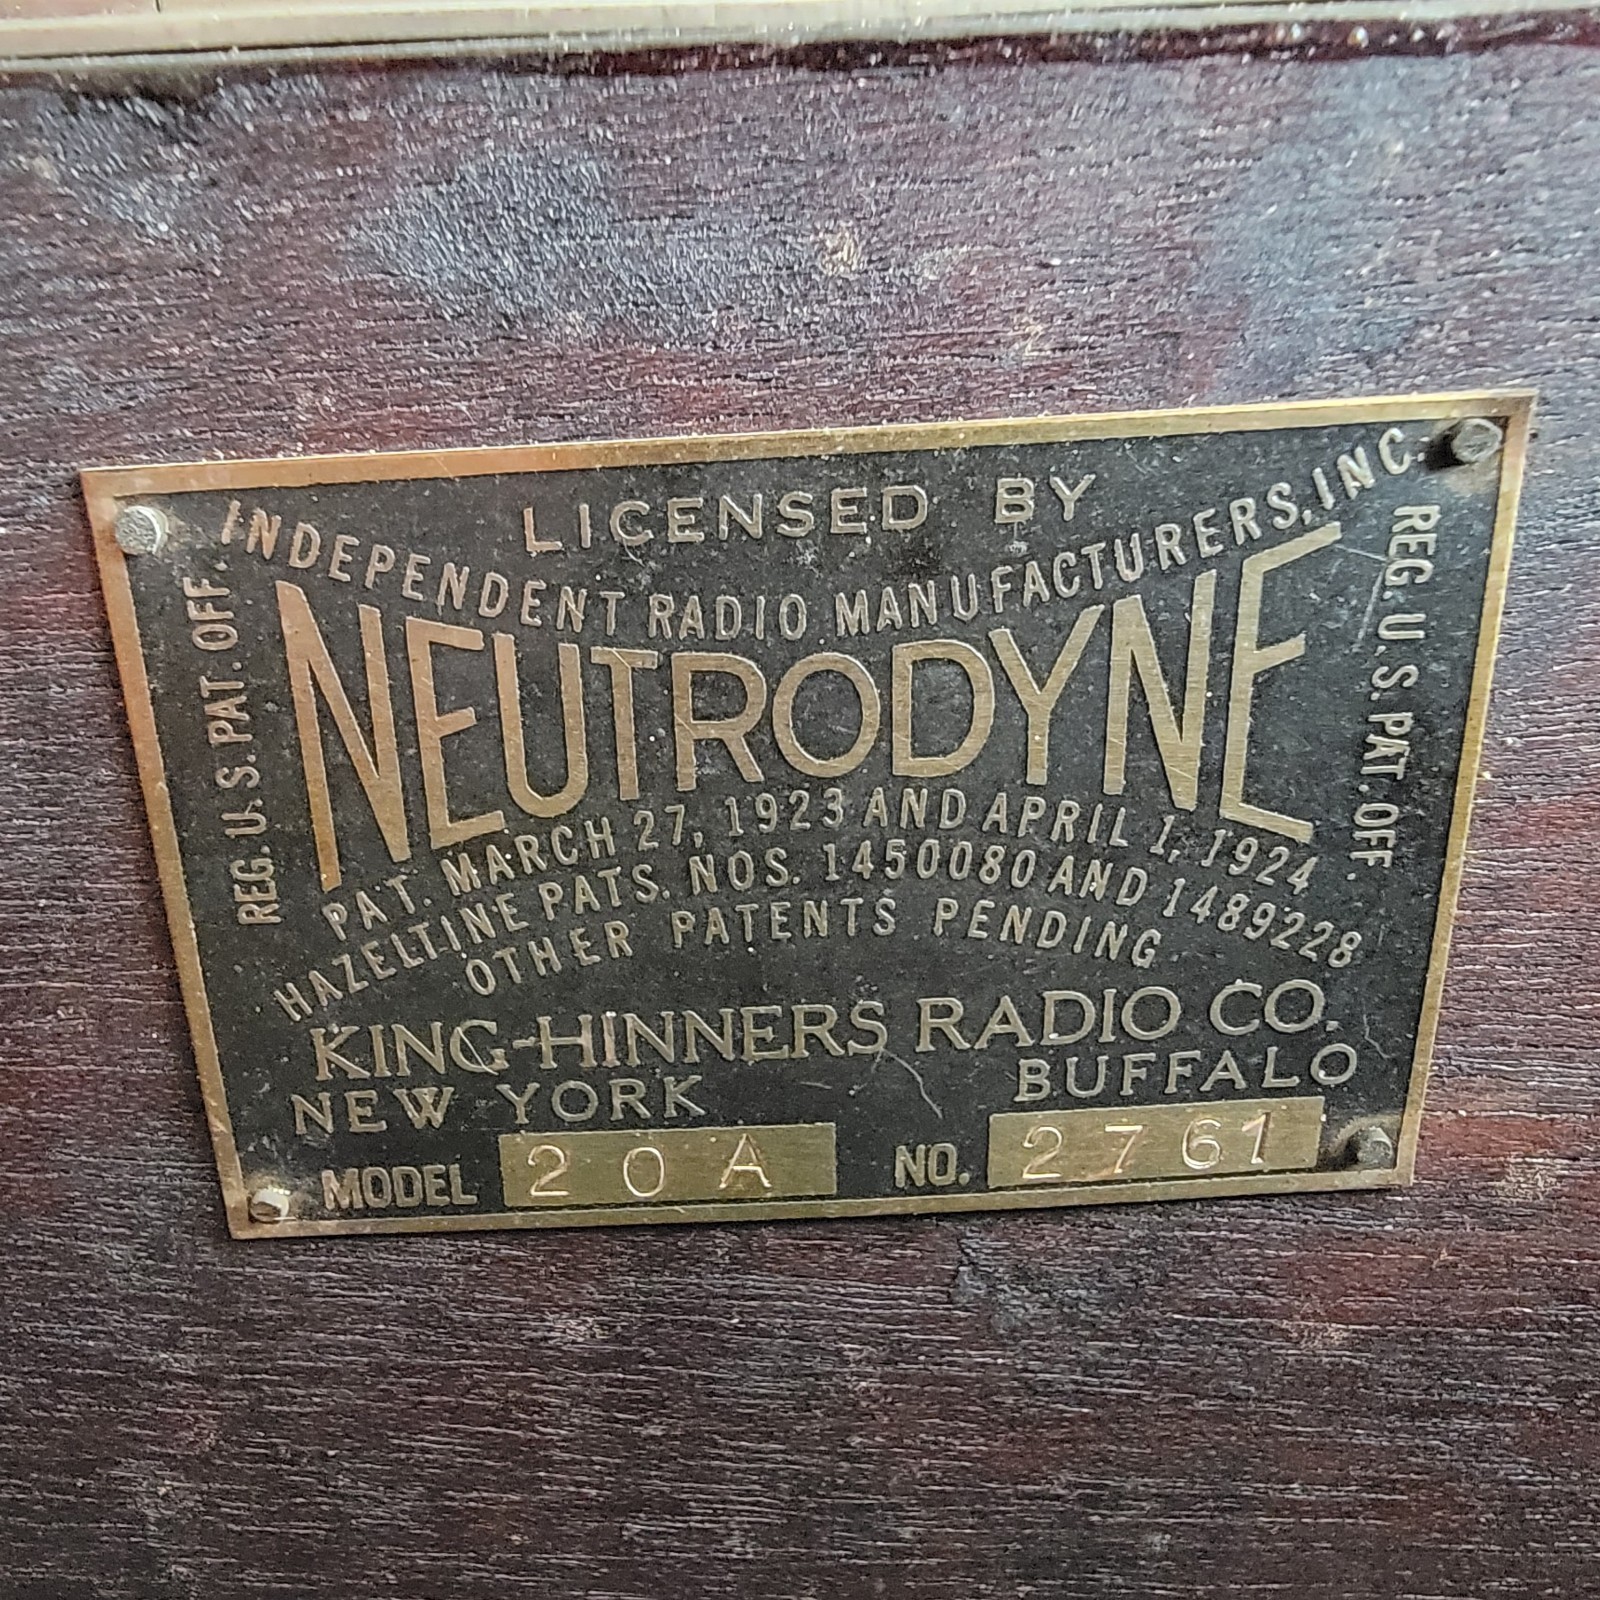 LICENSED BY
INDEPENDENT RADIO MANUFACTURERS, INC.
REG. U.S. PAT. OFF.
NEUTRODYNE
REG. U.S. PAT. OFF.
PAT. MARCH 27, 1923 AND APRIL 1, 1924
HAZELTINE PATS. NOS. 1450080 AND 1489228
OTHER PATENTS PENDING
KING-HINNERS RADIO CO.
NEW YORK BUFFALO
MODEL 20A NO. 2761